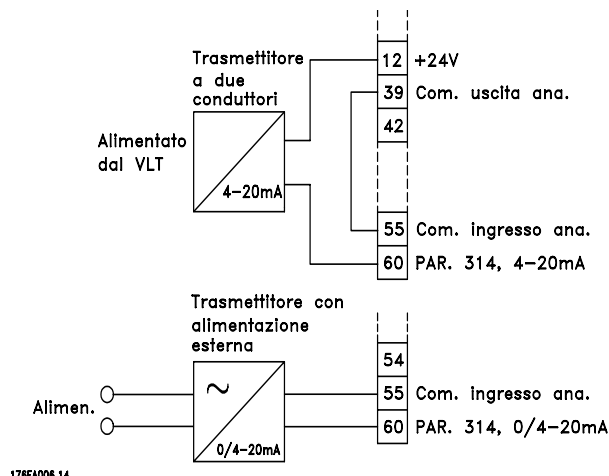 Trasmettitore
a due
conduttori
Alimentato
dal VLT
4-20mA
12 +24V
39 Com. uscita ana.
42
55 Com. ingresso ana.
60 PAR. 314, 4-20mA
Trasmettitore con
alimentazione
esterna
Alimen.
~
0/4-20mA
54
55 Com. ingresso ana.
60 PAR. 314, 0/4-20mA
176FA006.14